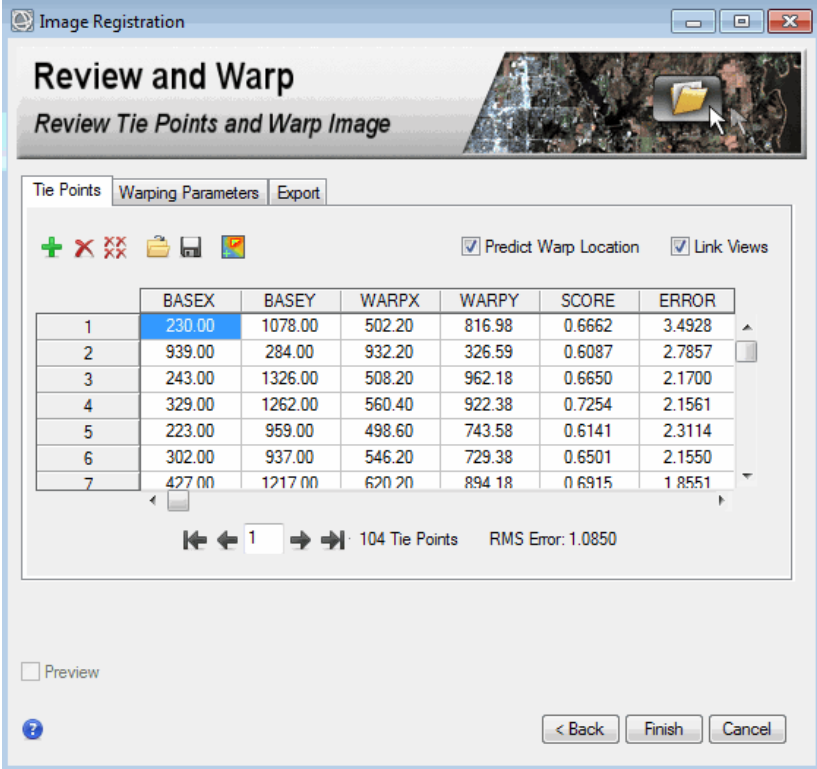 Image Registration
Review and Warp
Review Tie Points and Warp Image
Tie Points Warping Parameters Export
Predict Warp Location Link Views
BASEX BASEY WARPX WARPY SCORE ERROR
1 230.00 1078.00 502.20 816.98 0.6662 3.4928
2 939.00 284.00 932.20 326.59 0.6087 2.7857
3 243.00 1326.00 508.20 962.18 0.6650 2.1700
4 329.00 1262.00 560.40 922.38 0.7254 2.1561
5 223.00 959.00 498.60 743.58 0.6141 2.3114
6 302.00 937.00 546.20 729.38 0.6501 2.1550
7 427.00 1217.00 620.20 894.18 0.6915 1.8551
1 104 Tie Points RMS Error: 1.0850
Preview
< Back Finish Cancel